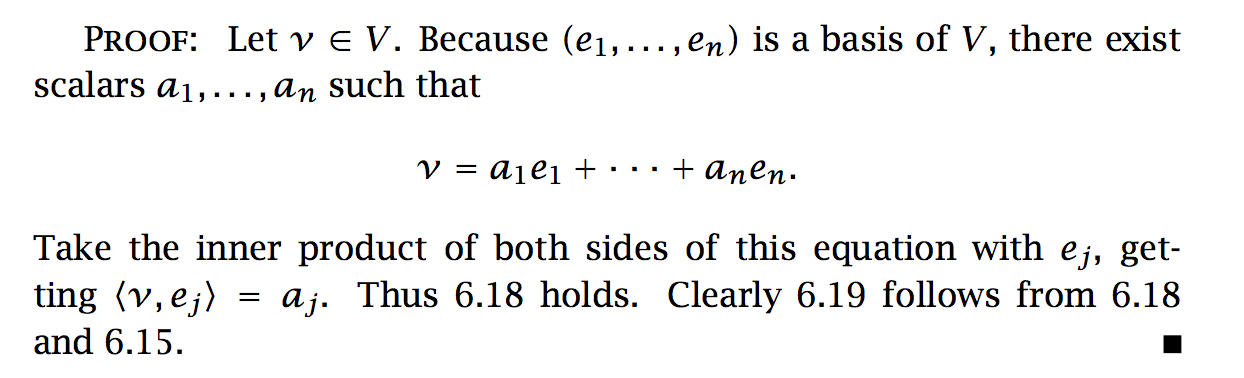 PROOF: Let v ∈ V. Because (e₁,...,eₙ) is a basis of V, there exist
scalars a₁,...,aₙ such that
v = a₁e₁ + · · · + aₙeₙ.
Take the inner product of both sides of this equation with eⱼ, get-
ting ⟨v, eⱼ⟩ = aⱼ. Thus 6.18 holds. Clearly 6.19 follows from 6.18
and 6.15. ■